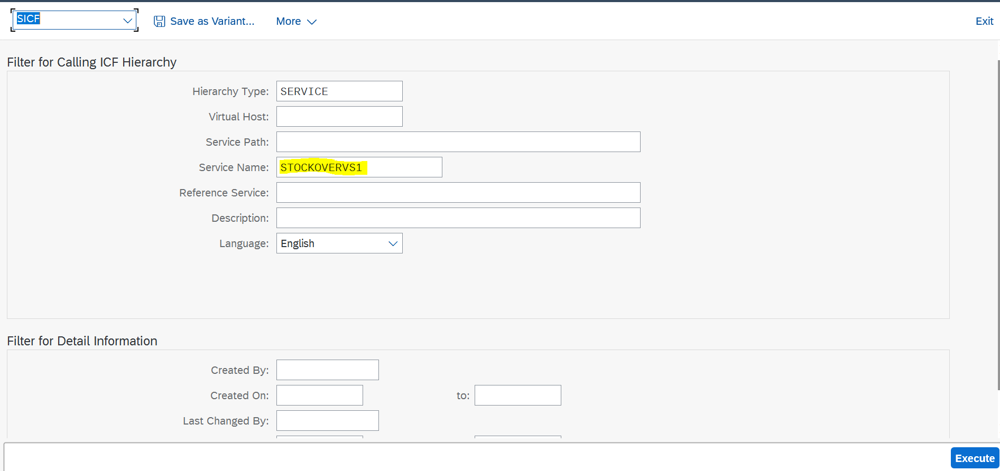 SICF Save as Variant... More Exit
Filter for Calling ICF Hierarchy
Hierarchy Type: SERVICE
Virtual Host:
Service Path:
Service Name: STOCKOVERVS1
Reference Service:
Description:
Language: English
Filter for Detail Information
Created By:
Created On: to:
Last Changed By:
Execute